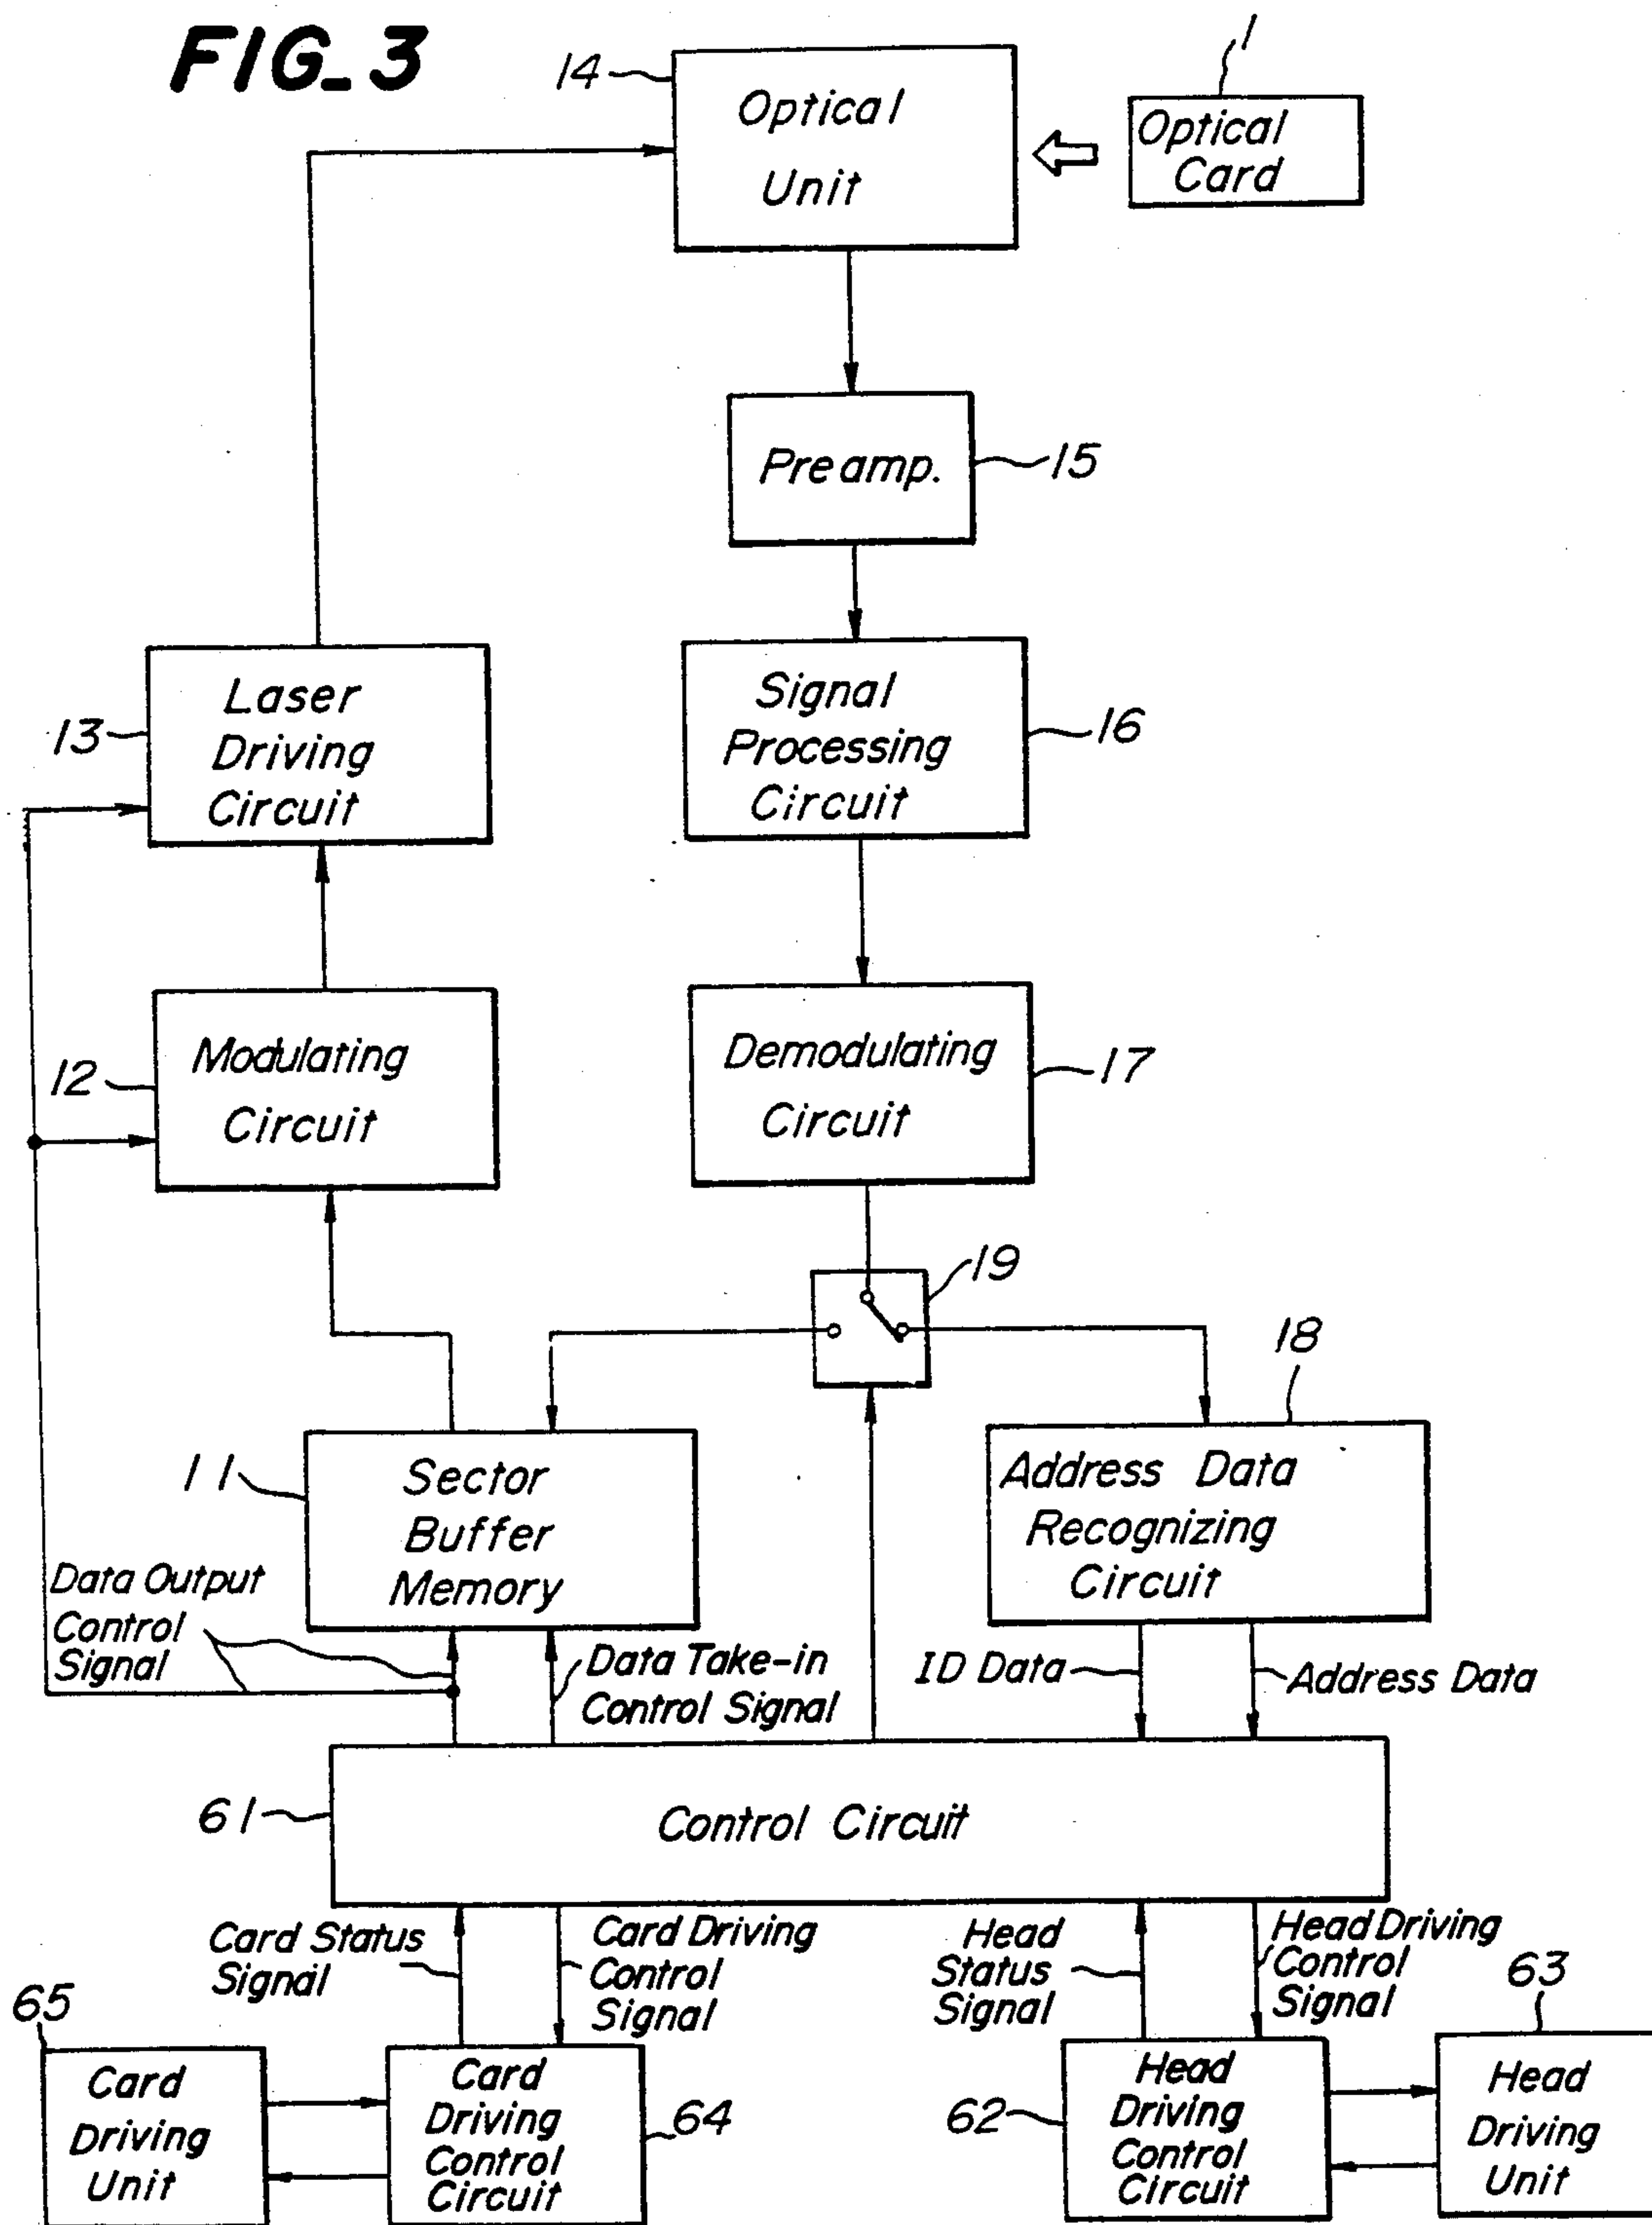 FIG_3
14
Optical
Unit
1
Optical
Card
Preamp.
15
13
Laser
Driving
Circuit
Signal
Processing
Circuit
16
12
Modulating
Circuit
Demodulating
Circuit
17
19
18
11
Sector
Buffer
Memory
Address Data
Recognizing
Circuit
Data Output
Control
Signal
Data Take-in
Control Signal
ID Data
Address Data
61
Control Circuit
Card Status
Signal
Card Driving
Control
Signal
Head
Status
Signal
Head Driving
Control
Signal
65
Card
Driving
Unit
Card
Driving
Control
Circuit
64
62
Head
Driving
Control
Circuit
63
Head
Driving
Unit